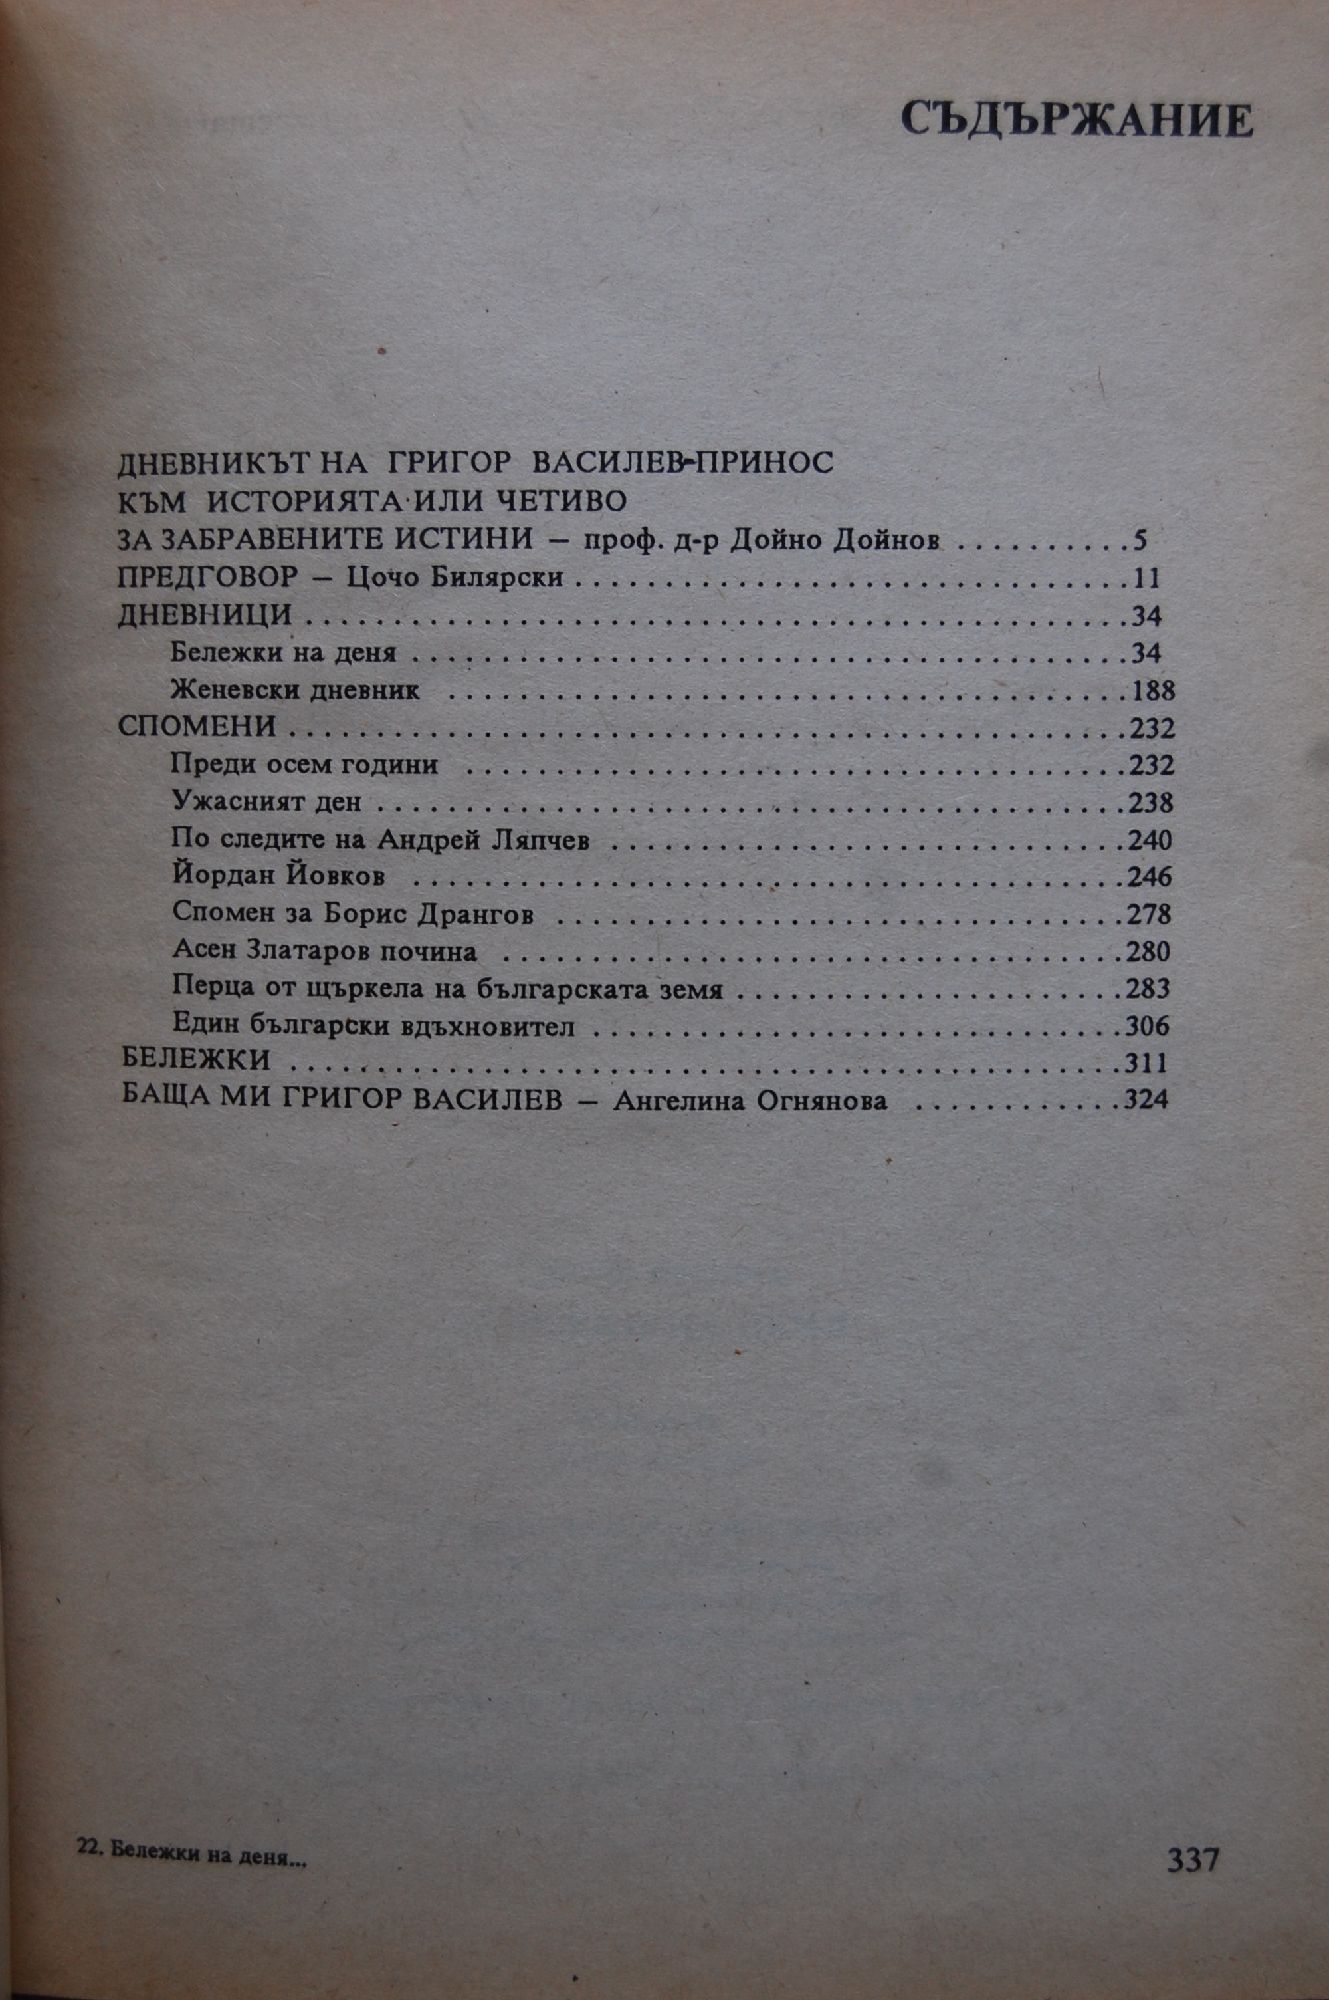 СЪДЪРЖАНИЕ
ДНЕВНИКЪТ НА ГРИГОР ВАСИЛЕВ-ПРИНОС
КЪМ ИСТОРИЯТА ИЛИ ЧЕТИВО
ЗА ЗАБРАВЕНИТЕ ИСТИНИ — проф. д-р Дойно Дойнов . . . . . . . . . . 5
ПРЕДГОВОР — Цочо Билярски . . . . . . . . . . 11
ДНЕВНИЦИ . . . . . . . . . . 34
Бележки на деня . . . . . . . . . . 34
Женевски дневник . . . . . . . . . . 188
СПОМЕНИ . . . . . . . . . . 232
Преди осем години . . . . . . . . . . 232
Ужасният ден . . . . . . . . . . 238
По следите на Андрей Ляпчев . . . . . . . . . . 240
Йордан Йовков . . . . . . . . . . 246
Спомен за Борис Дрангов . . . . . . . . . . 278
Асен Златаров почина . . . . . . . . . . 280
Перца от щъркела на българската земя . . . . . . . . . . 283
Един български вдъхновител . . . . . . . . . . 306
БЕЛЕЖКИ . . . . . . . . . . 311
БАЩА МИ ГРИГОР ВАСИЛЕВ — Ангелина Огнянова . . . . . . . . . . 324
22. Бележки на деня...
337